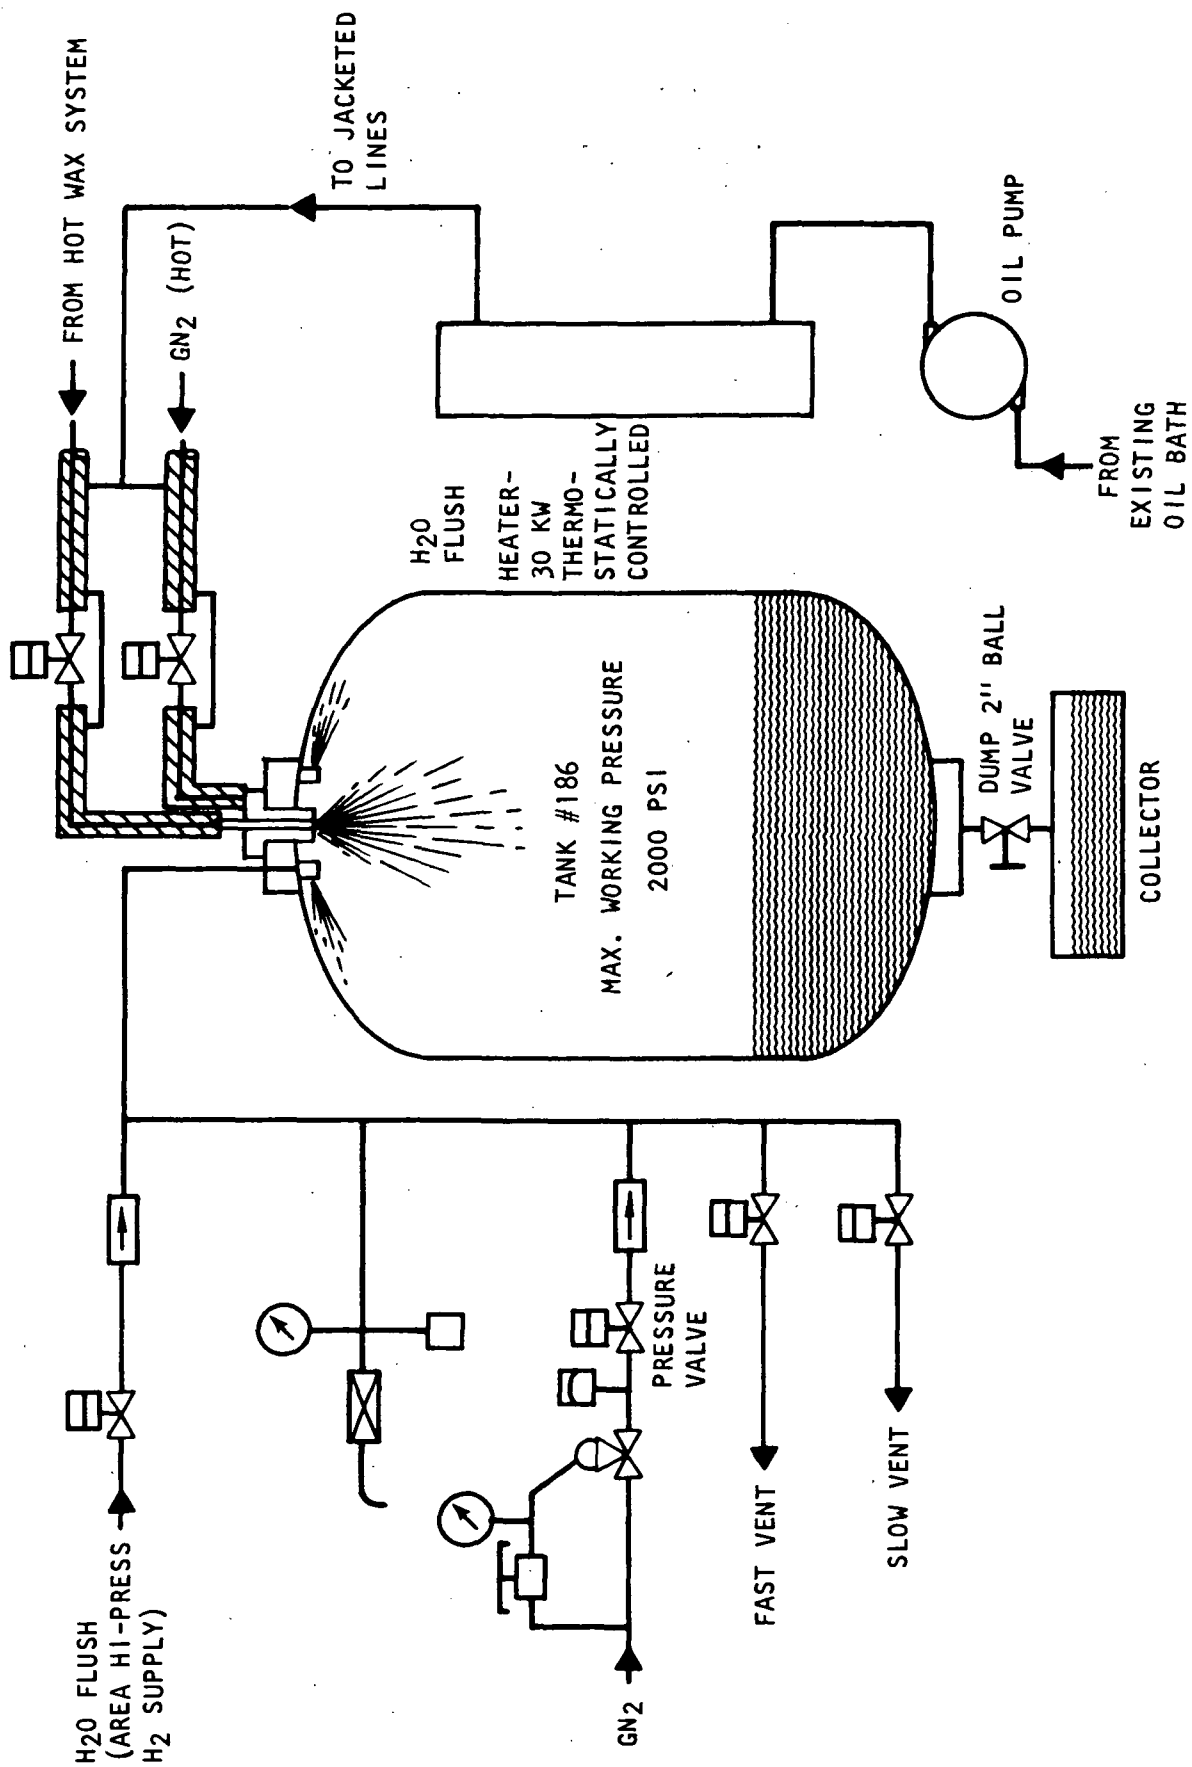 H2O FLUSH
(AREA HI-PRESS
H2 SUPPLY)
FROM HOT WAX SYSTEM
GN2 (HOT)
TO JACKETED
LINES
H2O
FLUSH
HEATER-
30 KW
THERMO-
STATICALLY
CONTROLLED
OIL PUMP
FROM
EXISTING
OIL BATH
TANK #186
MAX. WORKING PRESSURE
2000 PSI
DUMP 2" BALL
VALVE
COLLECTOR
PRESSURE
VALVE
GN2
FAST VENT
SLOW VENT